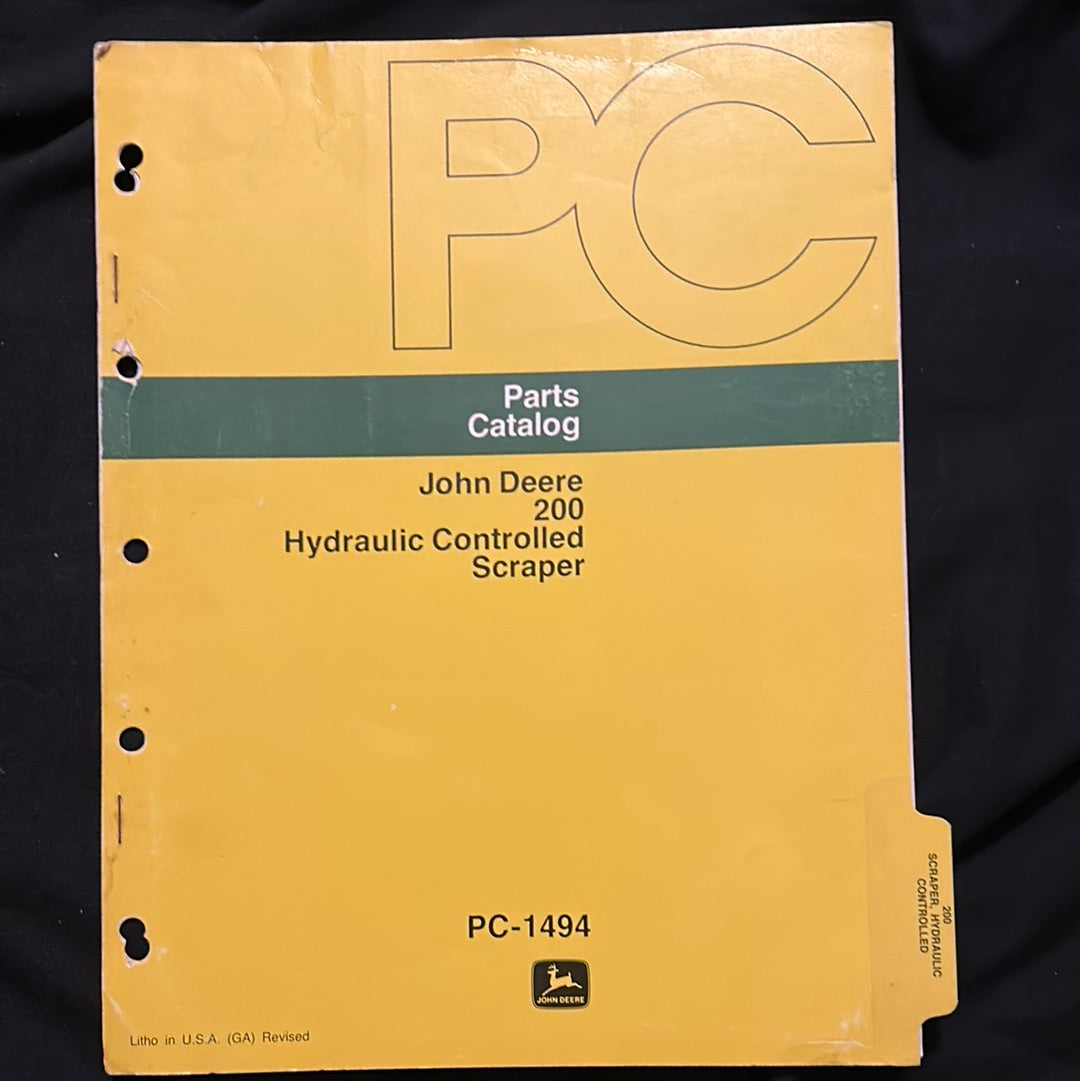 PC
Parts
Catalog
John Deere
200
Hydraulic Controlled
Scraper
PC-1494
JOHN DEERE
Litho in U.S.A. (GA) Revised
200
SCRAPER, HYDRAULIC
CONTROLLED